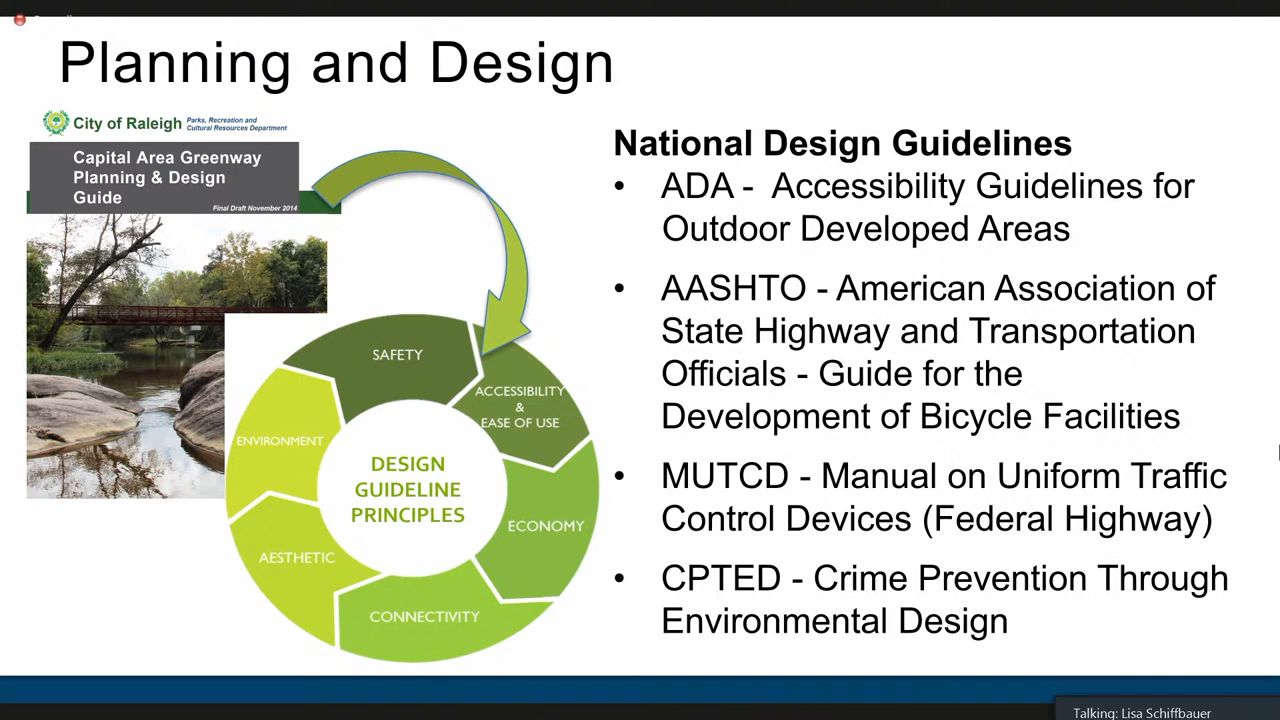 Planning and Design
City of Raleigh
Parks, Recreation and
Cultural Resources Department
Capital Area Greenway
Planning & Design
Guide
Final Draft November 2014
SAFETY
ACCESSIBILITY
&
EASE OF USE
ECONOMY
CONNECTIVITY
AESTHETIC
ENVIRONMENT
DESIGN
GUIDELINE
PRINCIPLES
National Design Guidelines
• ADA - Accessibility Guidelines for
Outdoor Developed Areas
• AASHTO - American Association of
State Highway and Transportation
Officials - Guide for the
Development of Bicycle Facilities
• MUTCD - Manual on Uniform Traffic
Control Devices (Federal Highway)
• CPTED - Crime Prevention Through
Environmental Design
Talking: Lisa Schiffbauer